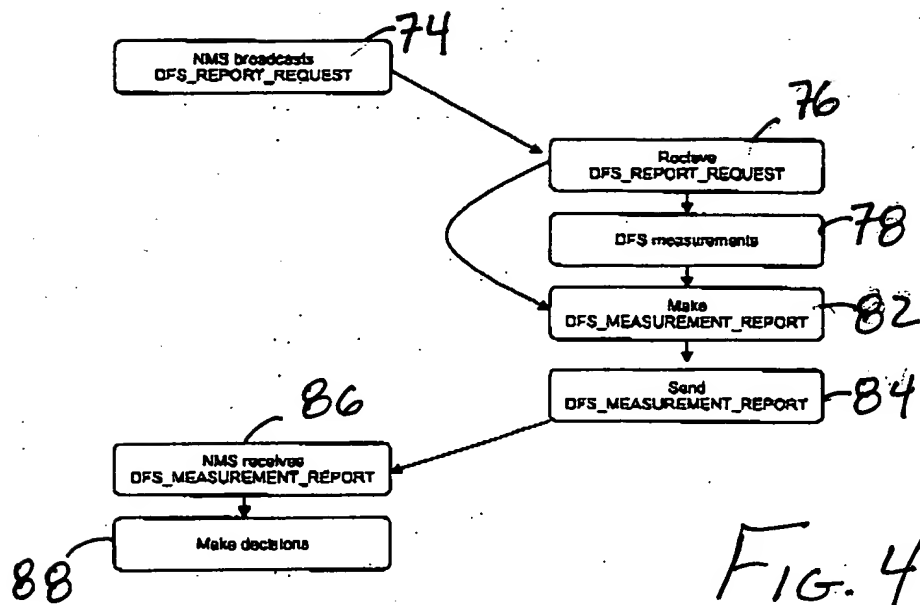 74
NMS broadcasts
DFS_REPORT_REQUEST
76
Receive
DFS_REPORT_REQUEST
78
DFS measurements
Make
DFS_MEASUREMENT_REPORT
82
Send
DFS_MEASUREMENT_REPORT
84
86
NMS receives
DFS_MEASUREMENT_REPORT
Make decisions
88
FIG. 4